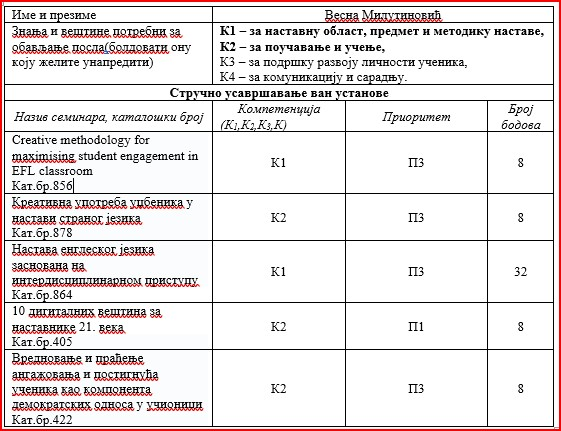 Име и презиме
Весна Милутиновић
Знања и вештине потребни за
обављање посла(болдовати ону
коју желите унапредити)
К1 – за наставну област, предмет и методику наставе,
К2 – за поучавање и учење,
К3 – за подршку развоју личности ученика,
К4 – за комуникацију и сарадњу.
Стручно усавршавање ван установе
Назив семинара, каталошки број
Компетенција
(K1,K2,K3,K)
Приоритет
Број
бодова
Creative methodology for
maximising student engagement in
EFL classroom
Кат.бр.856
К1
П3
8
Креативна употреба уџбеника у
настави страног језика
Кат.бр.878
К2
П3
8
Настава енглеског језика
заснована на
интердисциплинарном приступу
Кат.бр.864
К1
П3
32
10 дигиталних вештина за
наставнике 21. века
Кат.бр.405
К2
П1
8
Вредновање и праћење
ангажовања и постигнућа
ученика као компонента
демократских односа у учионици
Кат.бр.422
К2
П3
8